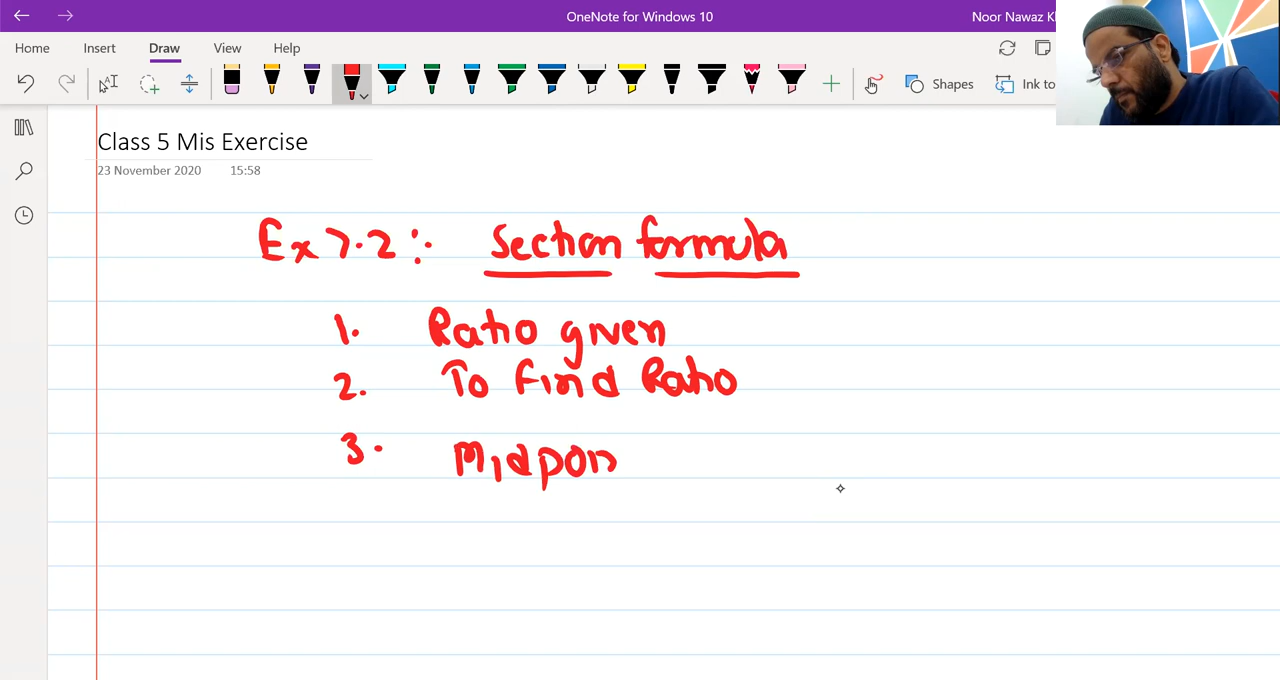 OneNote for Windows 10
Noor Nawaz Kh
Home Insert Draw View Help
Shapes Ink to
Class 5 Mis Exercise
23 November 2020 15:58
Ex 7.2: Section formula
1. Ratio given
2. To Find Ratio
3. Midpoin